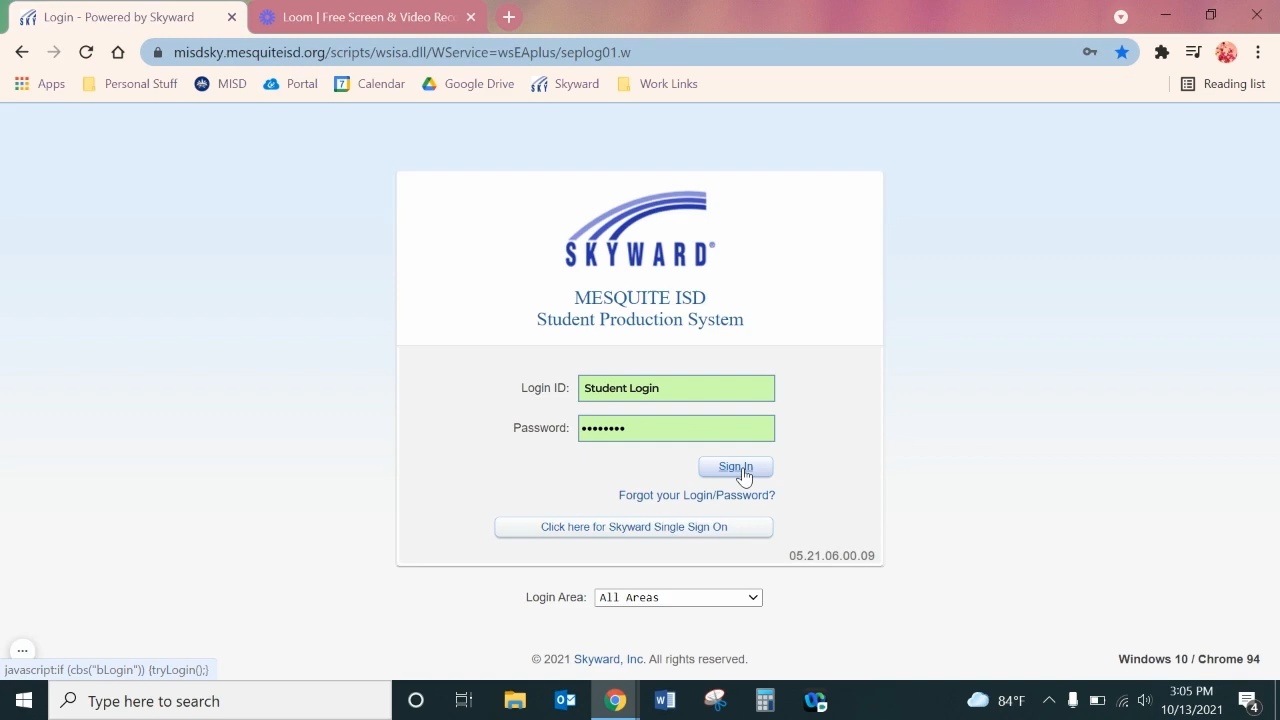 Login - Powered by Skyward
Loom | Free Screen & Video Rec
misdsky.mesquiteisd.org/scripts/wsisa.dll/WService=wsEAplus/seplog01.w
Apps
Personal Stuff
MISD
Portal
7
Calendar
Google Drive
Skyward
Work Links
Reading list
SKYWARD®
MESQUITE ISD
Student Production System
Login ID:
Student Login
Password:
••••••••
Sign In
Forgot your Login/Password?
Click here for Skyward Single Sign On
05.21.06.00.09
Login Area:
All Areas
...
javascript:if (cbs("bLogin")) {tryLogin();}
© 2021 Skyward, Inc. All rights reserved.
Windows 10 / Chrome 94
Type here to search
84°F
3:05 PM
10/13/2021
4